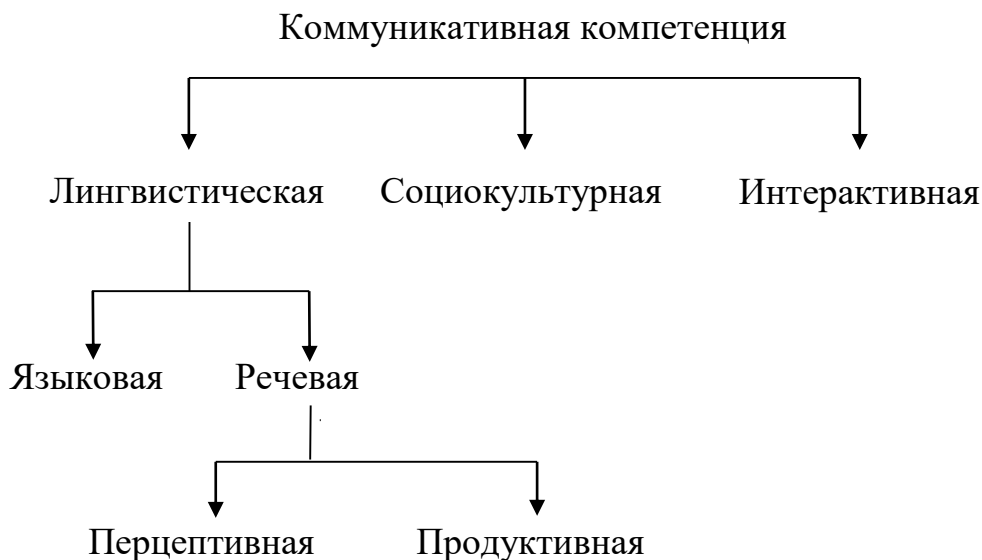 Коммуникативная компетенция
Лингвистическая Социокультурная Интерактивная
Языковая Речевая
Перцептивная Продуктивная